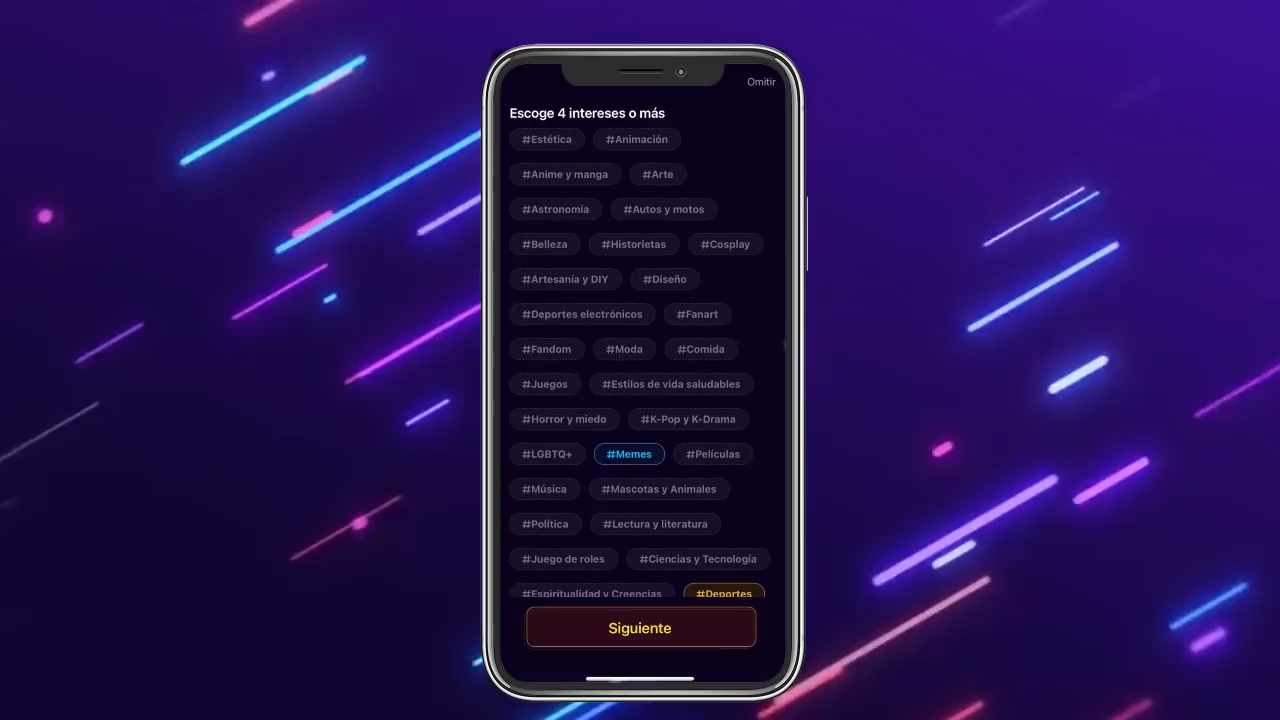 Omitir
Escoge 4 intereses o más
#Estética #Animación
#Anime y manga #Arte
#Astronomía #Autos y motos
#Belleza #Historietas #Cosplay
#Artesanía y DIY #Diseño
#Deportes electrónicos #Fanart
#Fandom #Moda #Comida
#Juegos #Estilos de vida saludables
#Horror y miedo #K-Pop y K-Drama
#LGBTQ+ #Memes #Películas
#Música #Mascotas y Animales
#Política #Lectura y literatura
#Juego de roles #Ciencias y Tecnología
#Espiritualidad y Creencias #Deportes
Siguiente